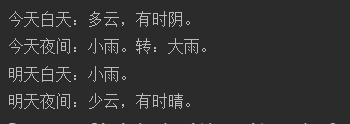 今天白天：多云，有时阴。
今天夜间：小雨。转：大雨。
明天白天：小雨。
明天夜间：少云，有时晴。